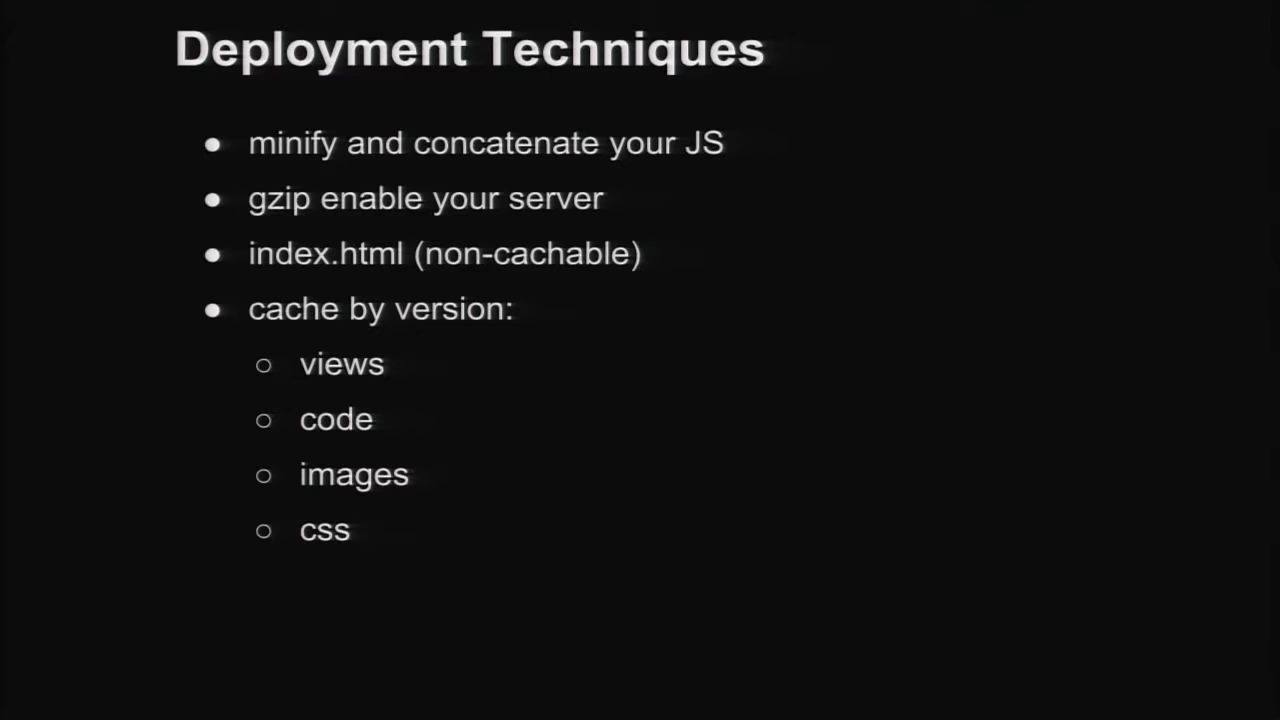 Deployment Techniques
● minify and concatenate your JS
● gzip enable your server
● index.html (non-cachable)
● cache by version:
○ views
○ code
○ images
○ css